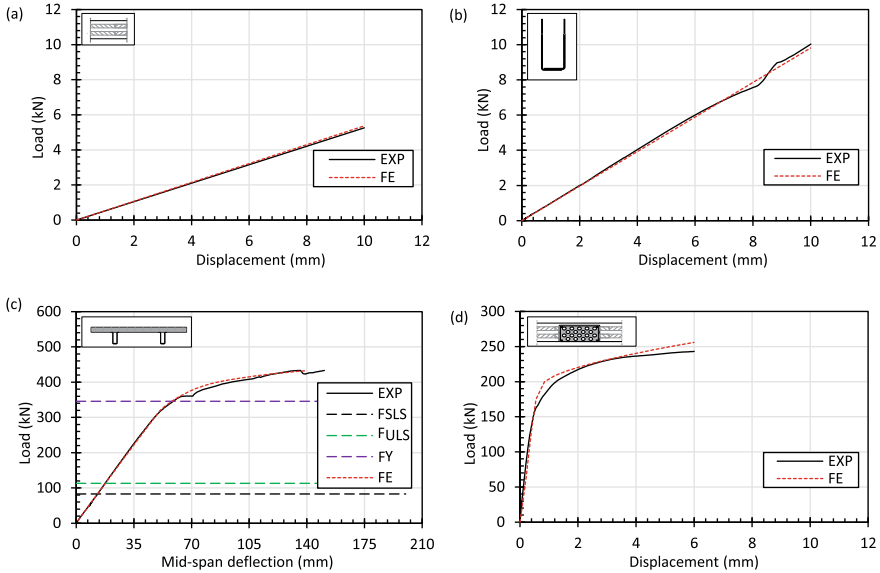 (a)
14
12
10
8
6
4
2
0
Load (kN)
0 2 4 6 8 10 12
Displacement (mm)
EXP
FE
(b)
12
10
8
6
4
2
0
Load (KN)
0 2 4 6 8 10 12
Displacement (mm)
EXP
FE
(c)
600
500
400
300
200
100
0
Load (kN)
0 35 70 105 140 175 210
Mid-span deflection (mm)
EXP
FSLS
FULS
FY
FE
(d)
300
250
200
150
100
50
0
Load (kN)
0 2 4 6 8 10 12
Displacement (mm)
EXP
FE